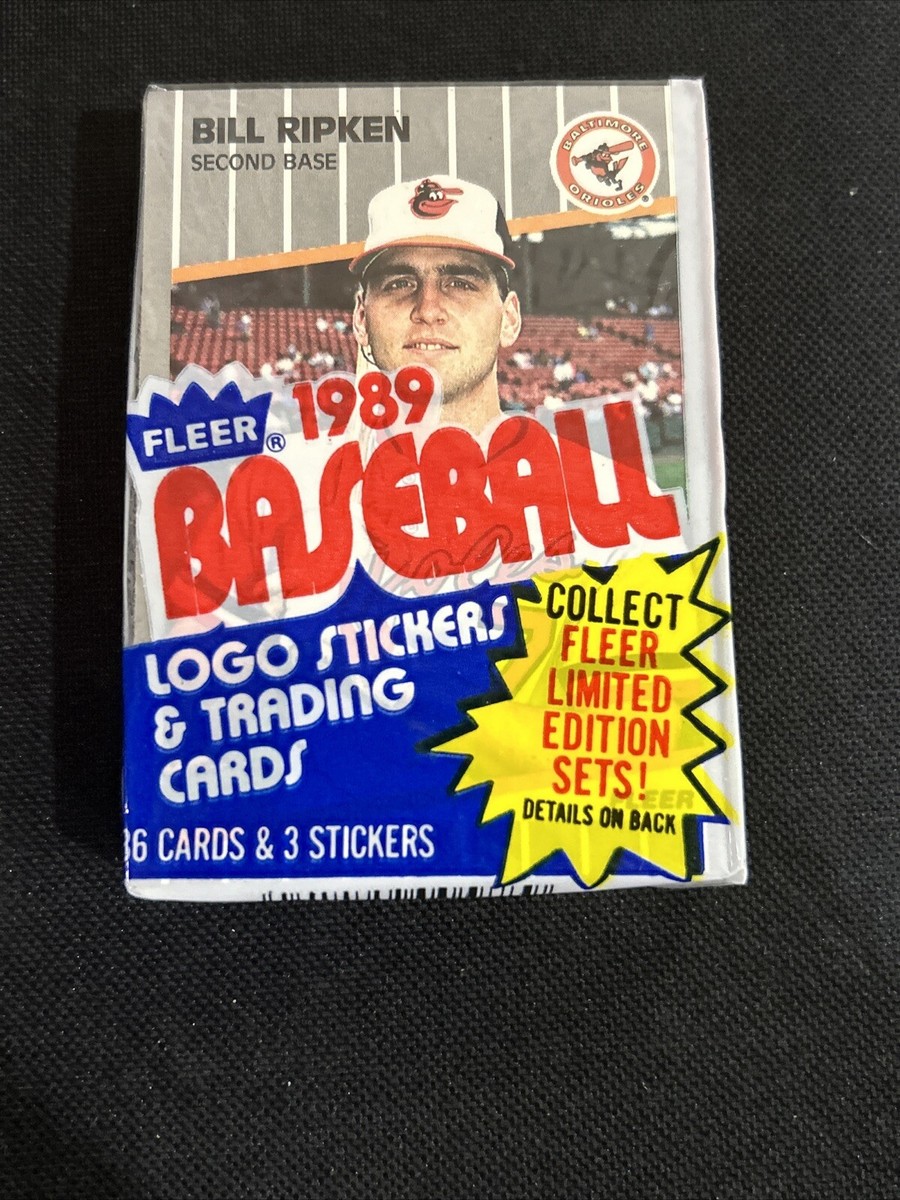 BILL RIPKEN
SECOND BASE
BALTIMORE
ORIOLES
FLEER®
1989
BASEBALL
LOGO STICKERS
& TRADING
CARDS
36 CARDS & 3 STICKERS
COLLECT
FLEER
LIMITED
EDITION
SETS!
DETAILS ON BACK
FLEER